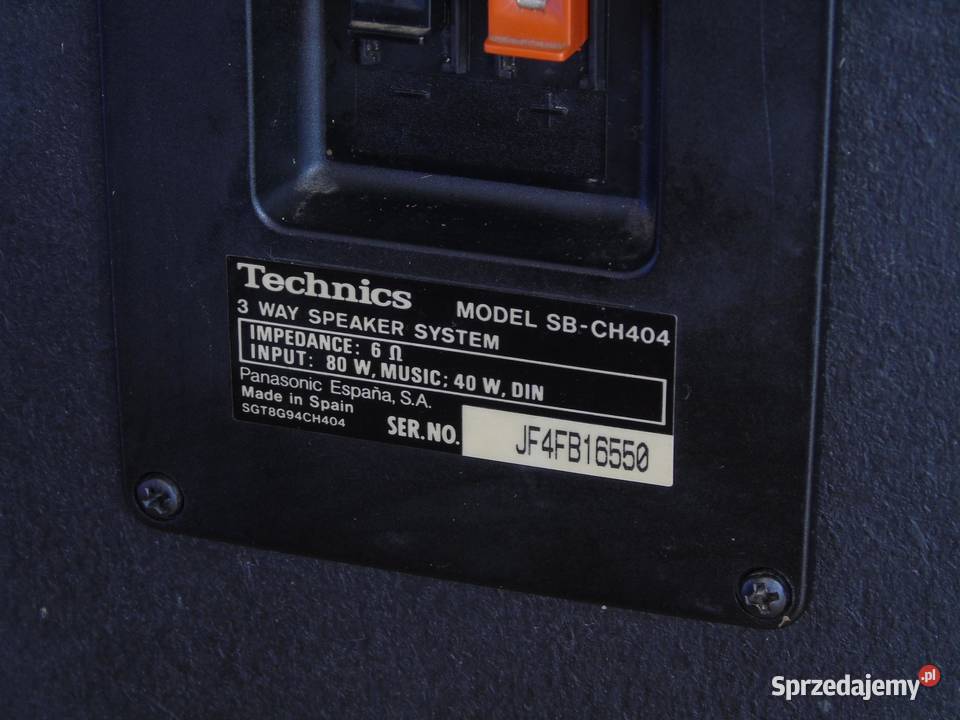 − +
Technics MODEL SB-CH404
3 WAY SPEAKER SYSTEM
IMPEDANCE: 6 Ω
INPUT: 80 W, MUSIC; 40 W, DIN
Panasonic España, S.A.
Made in Spain
SGT8G94CH404
SER.NO. JF4FB16550
Sprzedajemy.pl